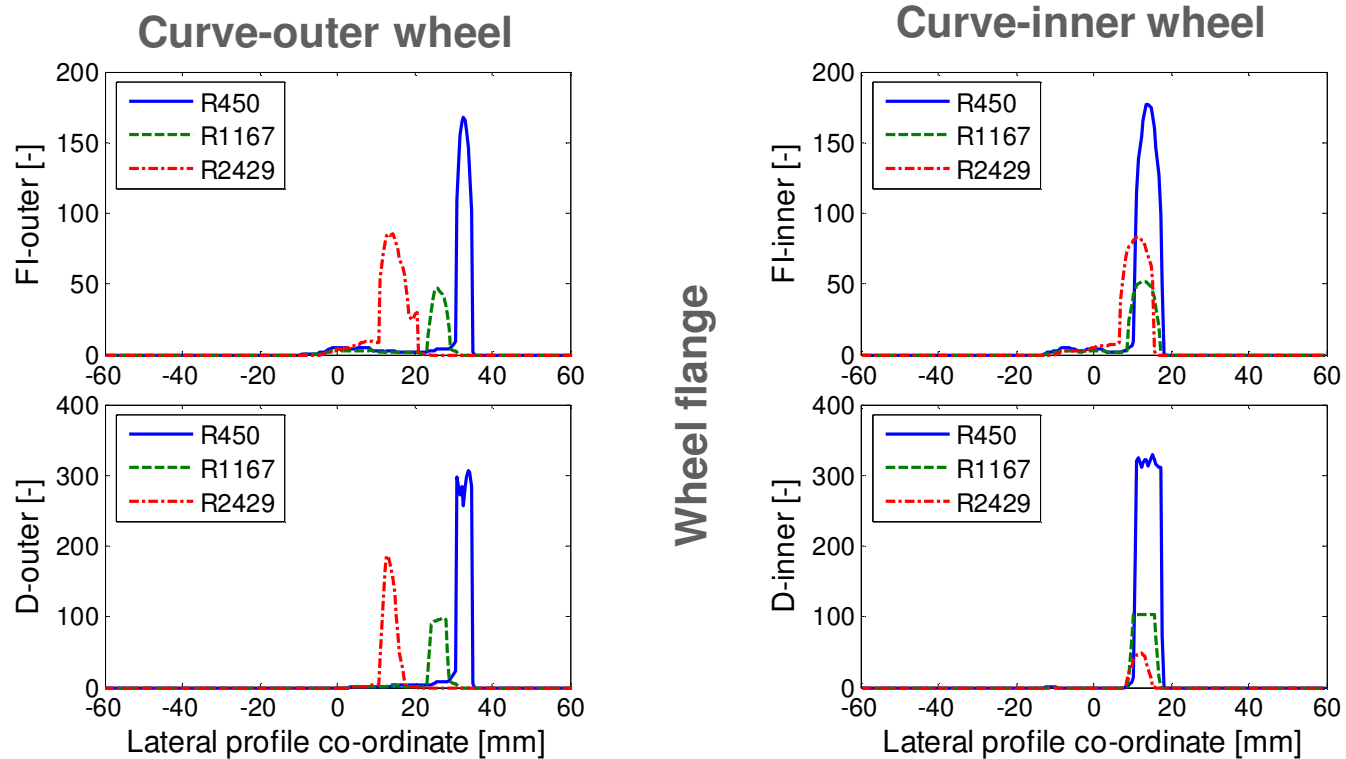 Curve-outer wheel
Curve-inner wheel
200
150
100
50
0
FI-outer [-]
R450
R1167
R2429
-60 -40 -20 0 20 40 60
200
150
100
50
0
FI-inner [-]
R450
R1167
R2429
-60 -40 -20 0 20 40 60
Wheel flange
400
300
200
100
0
D-outer [-]
R450
R1167
R2429
-60 -40 -20 0 20 40 60
Lateral profile co-ordinate [mm]
400
300
200
100
0
D-inner [-]
R450
R1167
R2429
-60 -40 -20 0 20 40 60
Lateral profile co-ordinate [mm]